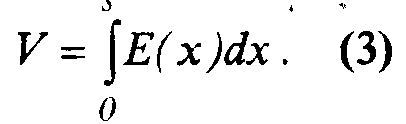 V = ∫₀ E(x)dx . (3)